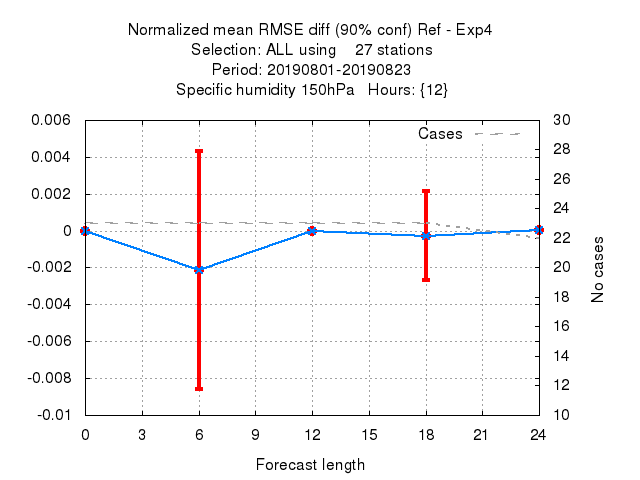 Normalized mean RMSE diff (90% conf) Ref - Exp4
Selection: ALL using    27 stations
Period: 20190801-20190823
Specific humidity 150hPa   Hours: {12}
Cases
0.006
0.004
0.002
0
-0.002
-0.004
-0.006
-0.008
-0.01
30
28
26
24
22
20
18
16
14
12
10
No cases
0 3 6 9 12 15 18 21 24
Forecast length